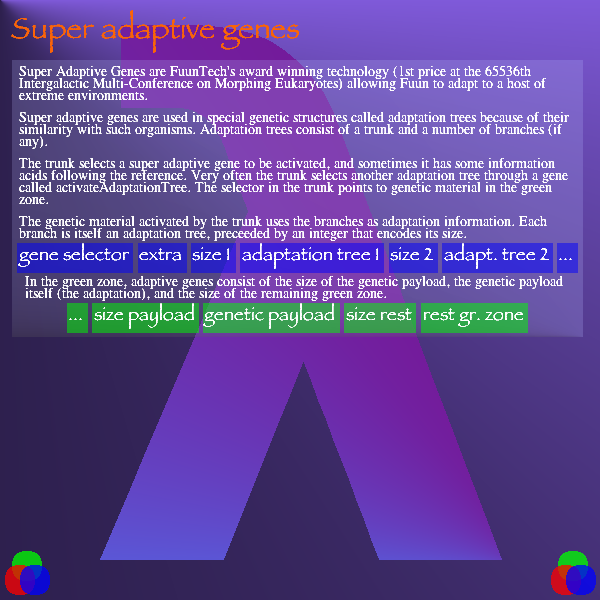 Super adaptive genes
Super Adaptive Genes are FuunTech's award winning technology (1st price at the 65536th
Intergalactic Multi-Conference on Morphing Eukaryotes) allowing Fuun to adapt to a host of
extreme environments.
Super adaptive genes are used in special genetic structures called adaptation trees because of their
similarity with such organisms. Adaptation trees consist of a trunk and a number of branches (if
any).
The trunk selects a super adaptive gene to be activated, and sometimes it has some information
acids following the reference. Very often the trunk selects another adaptation tree through a gene
called activateAdaptationTree. The selector in the trunk points to genetic material in the green
zone.
The genetic material activated by the trunk uses the branches as adaptation information. Each
branch is itself an adaptation tree, preceeded by an integer that encodes its size.
gene selector extra size 1 adaptation tree 1 size 2 adapt. tree 2 ...
In the green zone, adaptive genes consist of the size of the genetic payload, the genetic payload
itself (the adaptation), and the size of the remaining green zone.
... size payload genetic payload size rest rest gr. zone